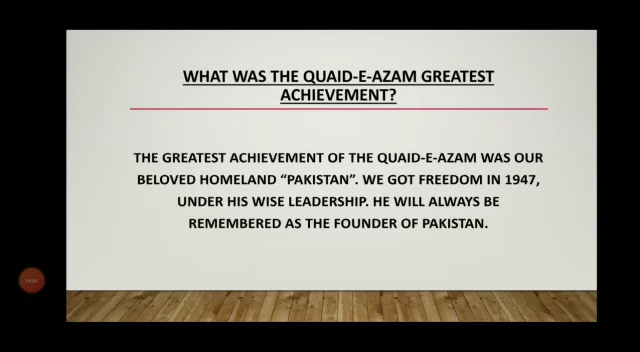 WHAT WAS THE QUAID-E-AZAM GREATEST
ACHIEVEMENT?
THE GREATEST ACHIEVEMENT OF THE QUAID-E-AZAM WAS OUR
BELOVED HOMELAND “PAKISTAN”. WE GOT FREEDOM IN 1947,
UNDER HIS WISE LEADERSHIP. HE WILL ALWAYS BE
REMEMBERED AS THE FOUNDER OF PAKISTAN.